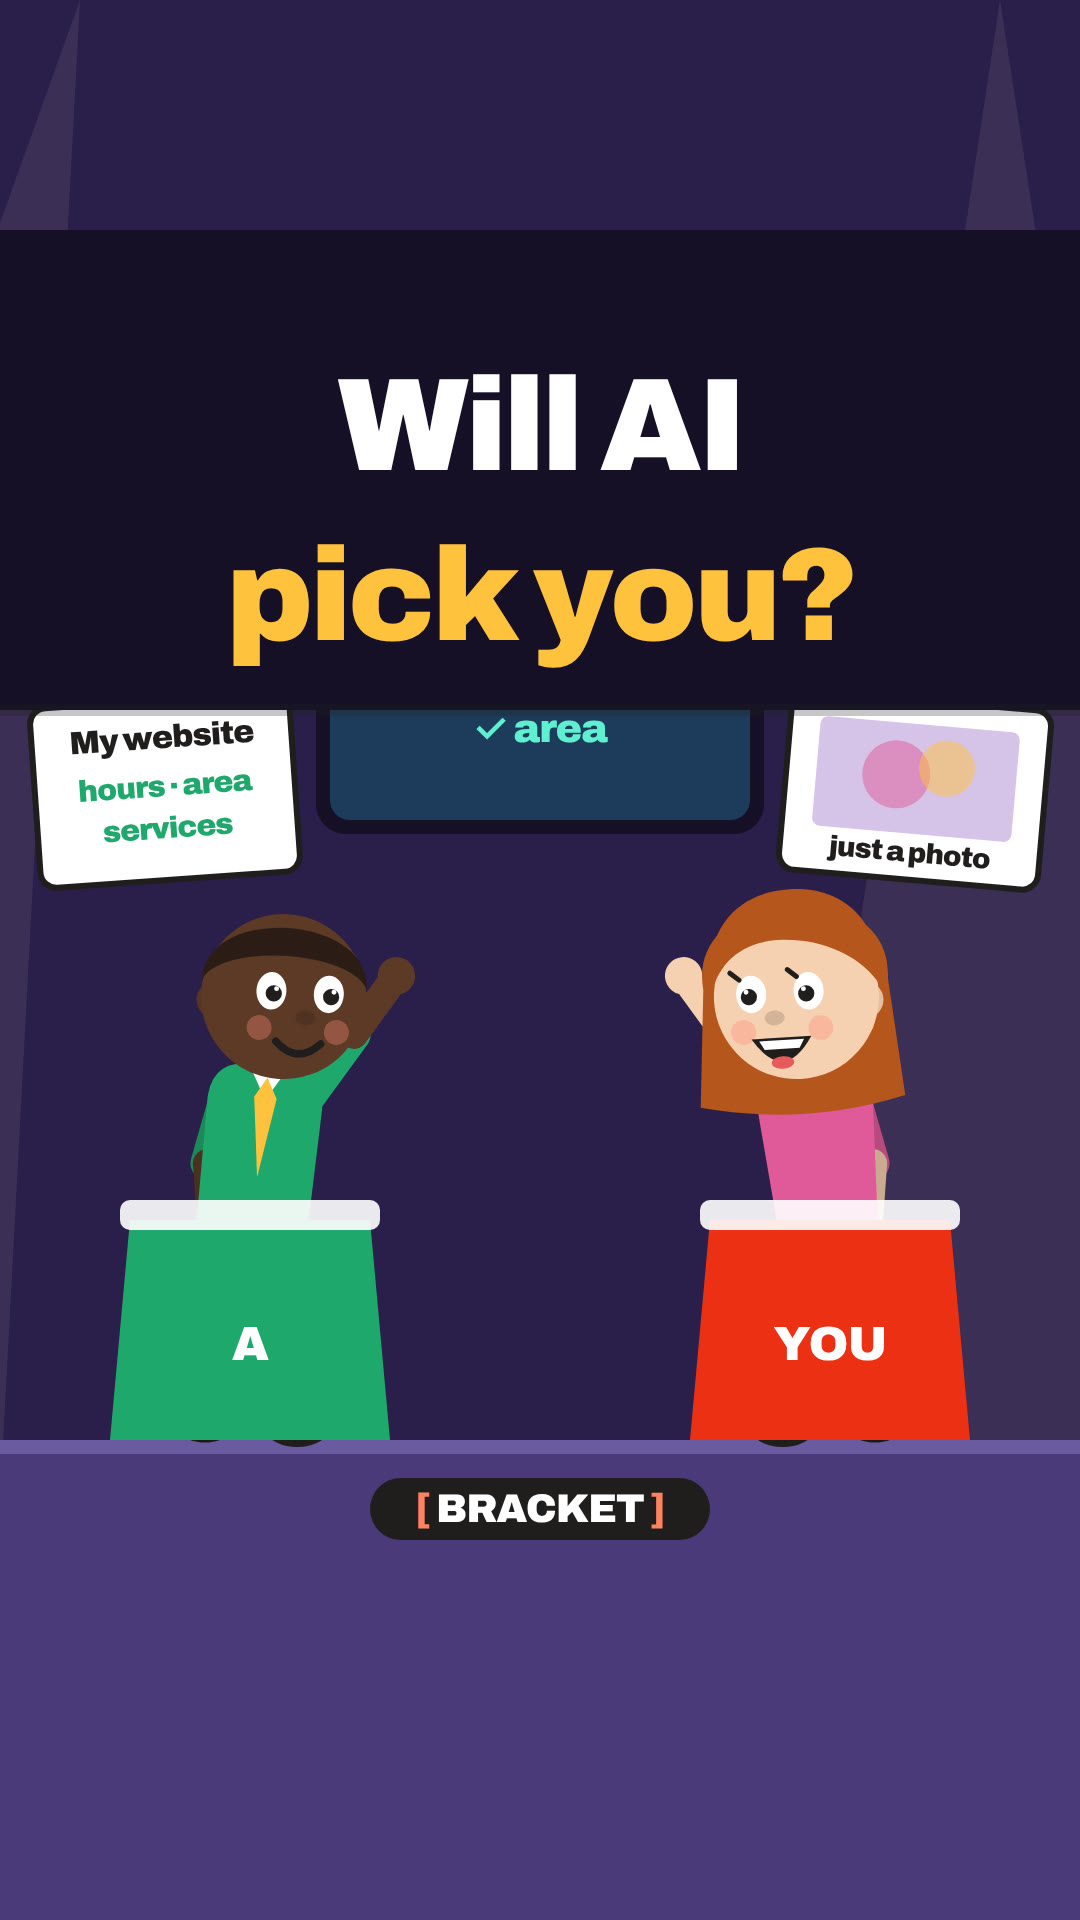 Will AI
pick you?
My website
hours · area
services
✓ area
just a photo
A
YOU
[ BRACKET ]